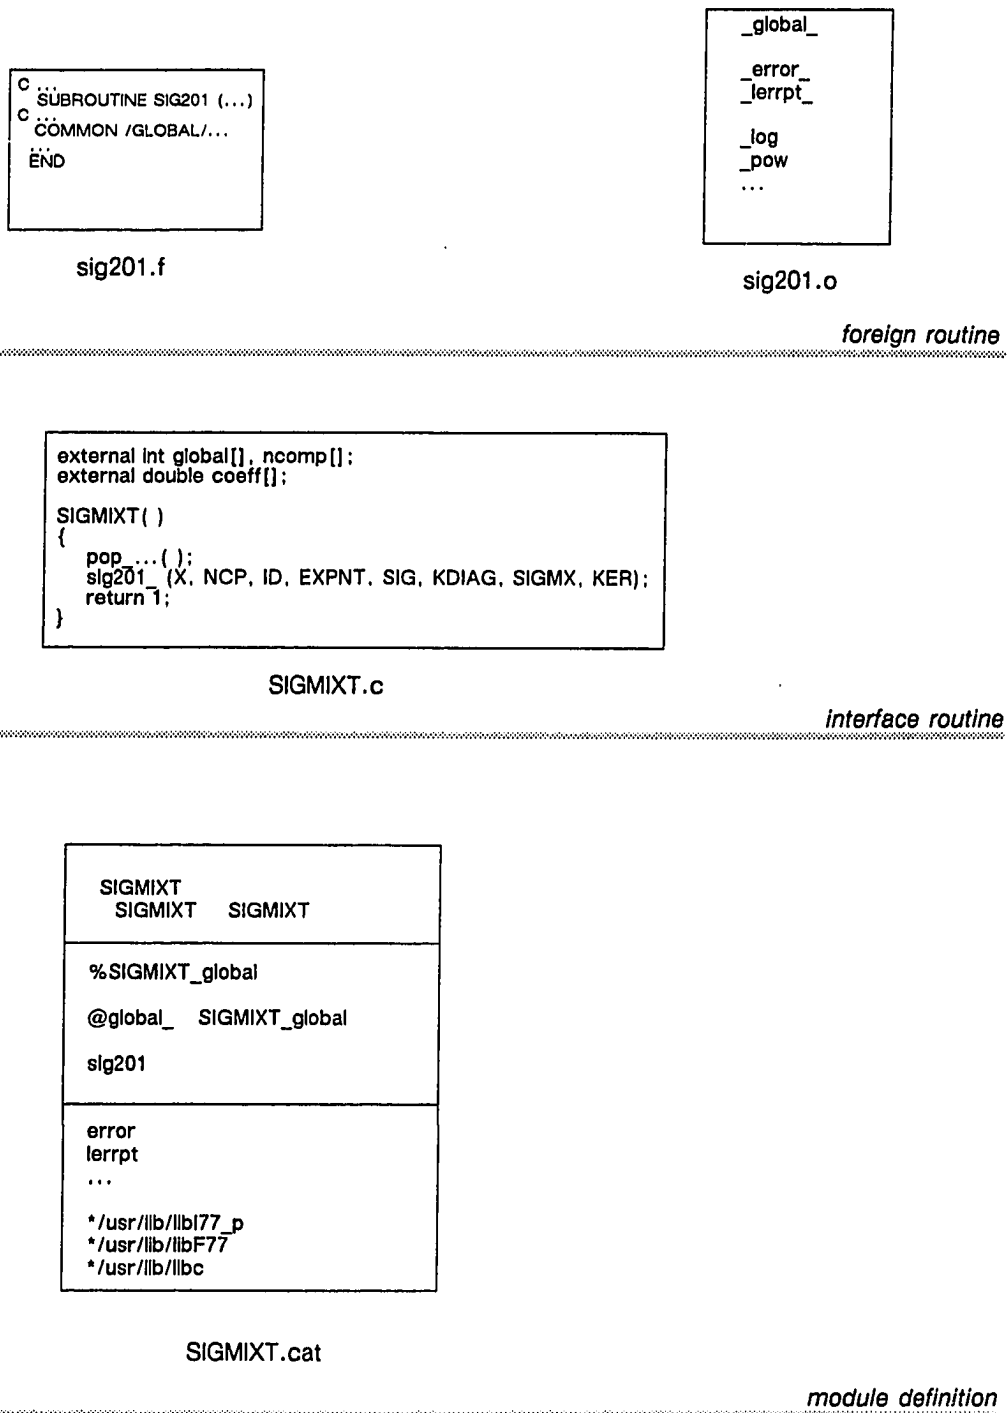 C ...
SUBROUTINE SIG201 (...)
C ...
COMMON /GLOBAL/...
...
END
sig201.f
_global_
_error_
_lerrpt_
_log
_pow
...
sig201.o
foreign routine
external int global[], ncomp[];
external double coeff[];
SIGMIXT( )
{
pop_...( );
sig201_ (X, NCP, ID, EXPNT, SIG, KDIAG, SIGMX, KER);
return 1;
}
SIGMIXT.c
interface routine
SIGMIXT
SIGMIXT SIGMIXT
%SIGMIXT_global
@global_ SIGMIXT_global
sig201
error
lerrpt
...
*/usr/lib/libI77_p
*/usr/lib/libF77
*/usr/lib/libc
SIGMIXT.cat
module definition